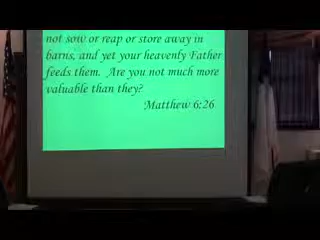 not sow or reap or store away in
barns, and yet your heavenly Father
feeds them. Are you not much more
valuable than they?
Matthew 6:26